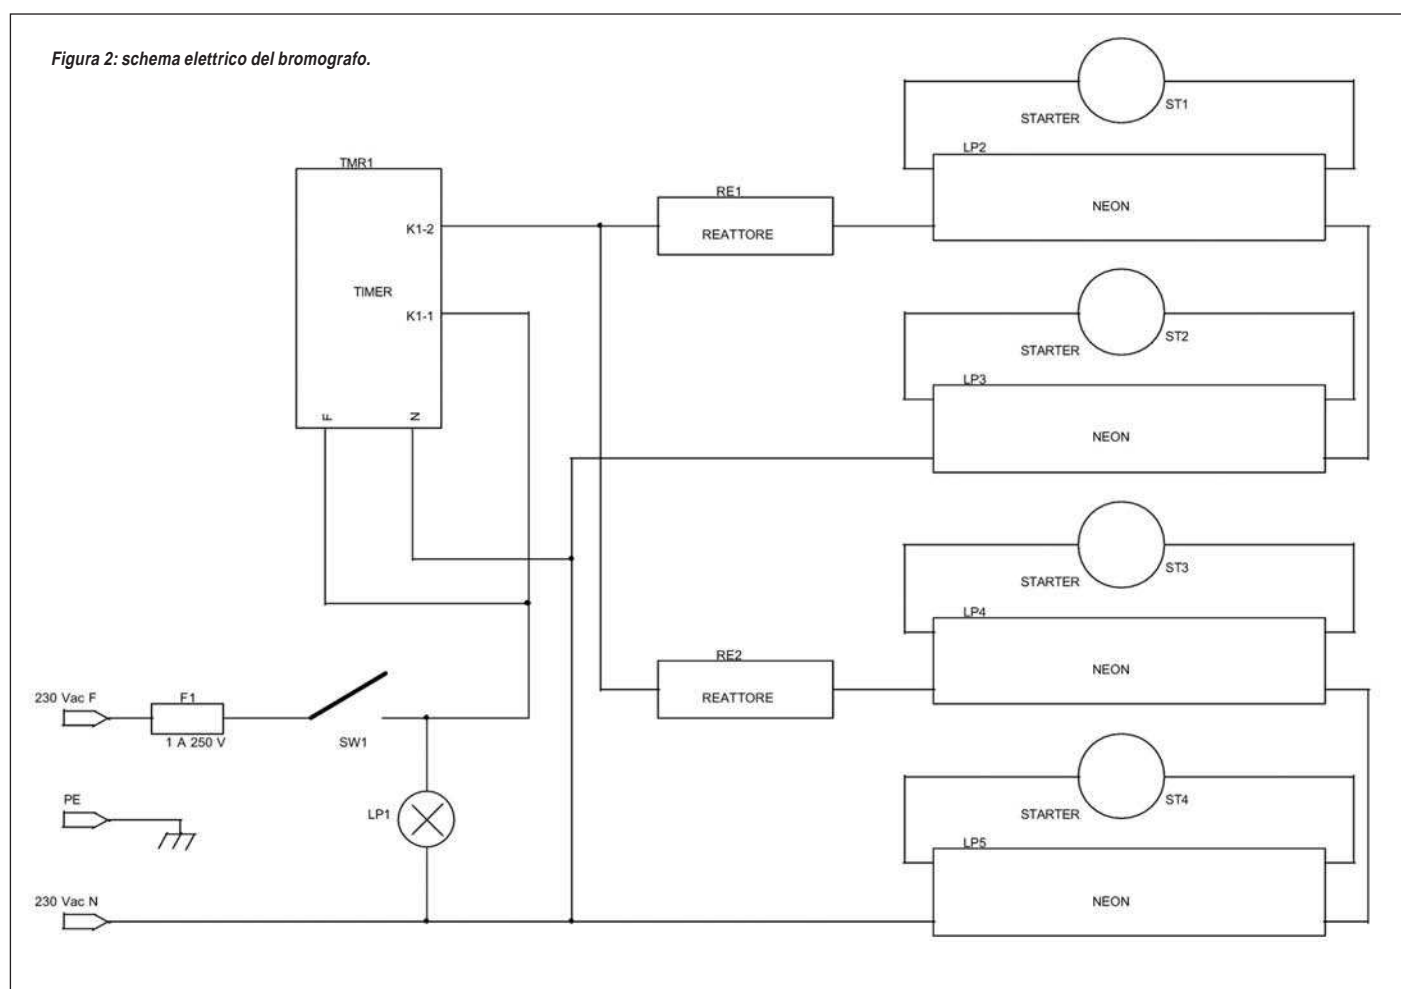 Figura 2: schema elettrico del bromografo.
ST1
STARTER
LP2
NEON
TMR1
K1-2
TIMER
K1-1
F
N
RE1
REATTORE
ST2
STARTER
LP3
NEON
ST3
STARTER
LP4
NEON
RE2
REATTORE
230 Vac F
F1
1 A 250 V
SW1
PE
LP1
230 Vac N
ST4
STARTER
LP5
NEON